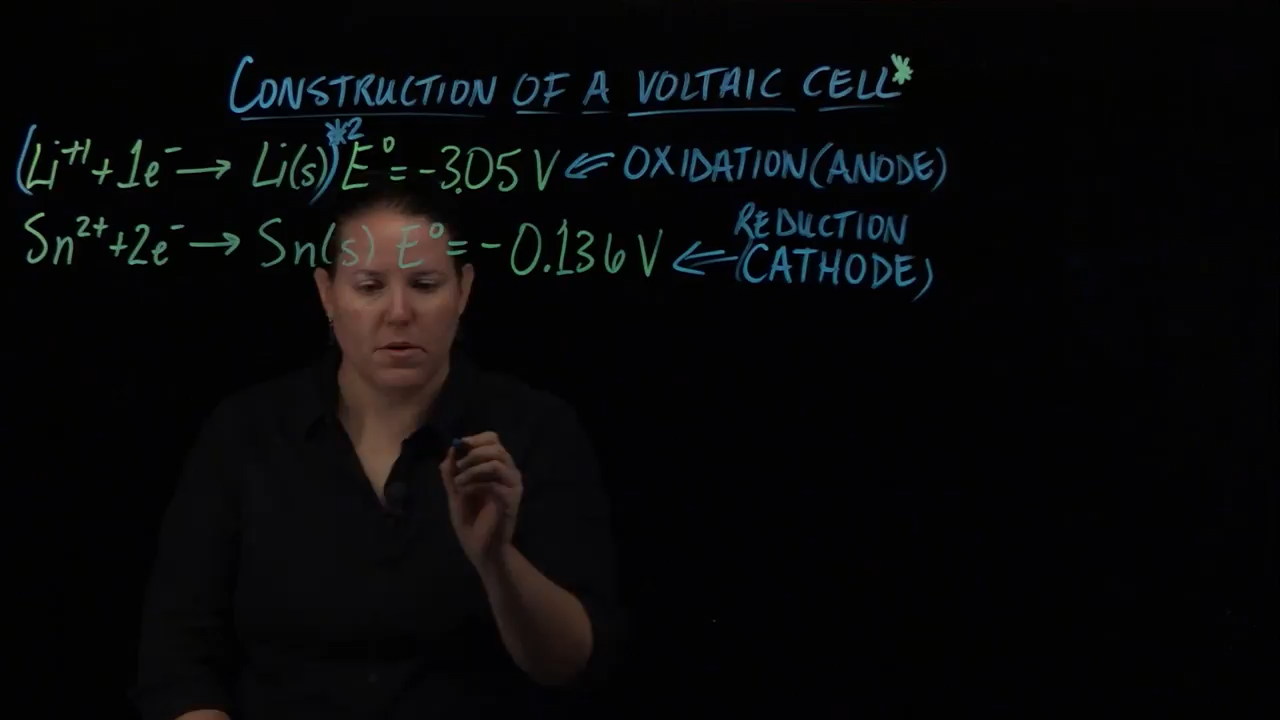 CONSTRUCTION OF A VOLTAIC CELL*
(Li⁺¹ + 1e⁻ → Li(s))*2 E° = -3.05 V ⇐ OXIDATION (ANODE)
Sn²⁺ + 2e⁻ → Sn(s) E° = -0.136 V ⇐ REDUCTION
(CATHODE)